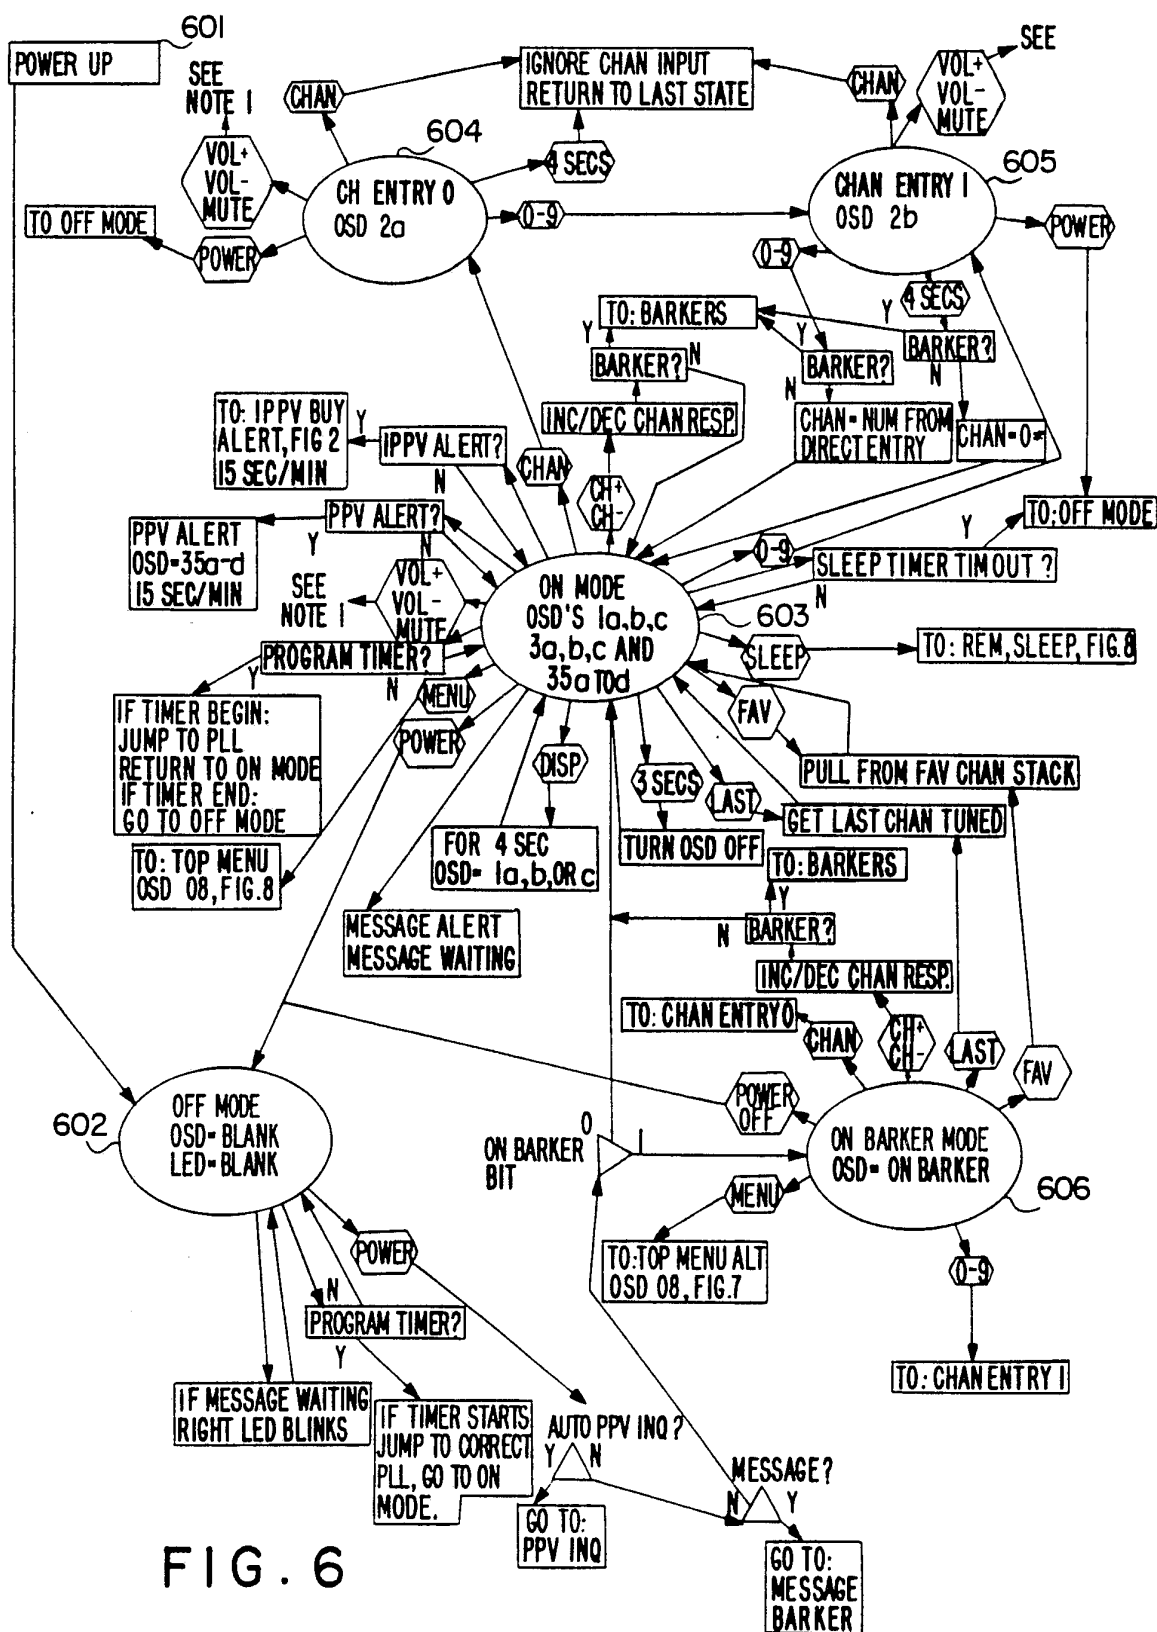 601
POWER UP
SEE
NOTE 1
CHAN
IGNORE CHAN INPUT
RETURN TO LAST STATE
CHAN
VOL+
VOL-
MUTE
SEE
604
VOL+
VOL-
MUTE
4 SECS
605
CH ENTRY 0
OSD 2a
0-9
CHAN ENTRY 1
OSD 2b
TO OFF MODE
POWER
POWER
0-9
4 SECS
TO: BARKERS
Y
BARKER?
N
Y
BARKER?
N
Y
BARKER?
N
INC/DEC CHAN RESP.
CHAN=NUM FROM
DIRECT ENTRY
CHAN=0*
TO: IPPV BUY
ALERT, FIG 2
15 SEC/MIN
Y
IPPV ALERT?
N
CHAN
CH+
CH-
TO: OFF MODE
PPV ALERT
OSD=35a-d
15 SEC/MIN
Y
PPV ALERT?
N
0-9
SLEEP TIMER TIMOUT ?
Y
N
SEE
NOTE 1
VOL+
VOL-
MUTE
ON MODE
OSD'S 1a,b,c
3a,b,c AND
35a TO d
603
SLEEP
TO: REM, SLEEP, FIG.8
PROGRAM TIMER?
Y
N
MENU
POWER
FAV
IF TIMER BEGIN:
JUMP TO PLL
RETURN TO ON MODE
IF TIMER END:
GO TO OFF MODE
DISP
3 SECS
LAST
PULL FROM FAV CHAN STACK
GET LAST CHAN TUNED
TO: TOP MENU
OSD 08, FIG.8
FOR 4 SEC
OSD= 1a,b, OR c
TURN OSD OFF
TO: BARKERS
Y
N
BARKER?
MESSAGE ALERT
MESSAGE WAITING
INC/DEC CHAN RESP.
TO: CHAN ENTRY 0
CHAN
CH+
CH-
LAST
FAV
602
OFF MODE
OSD=BLANK
LED=BLANK
POWER
OFF
0
ON BARKER
BIT
1
ON BARKER MODE
OSD= ON BARKER
606
MENU
POWER
TO: TOP MENU ALT
OSD 08, FIG.7
0-9
N
PROGRAM TIMER?
Y
TO: CHAN ENTRY 1
IF MESSAGE WAITING
RIGHT LED BLINKS
IF TIMER STARTS
JUMP TO CORRECT
PLL, GO TO ON
MODE.
AUTO PPV INQ ?
Y N
MESSAGE?
N Y
GO TO:
PPV INQ
GO TO:
MESSAGE
BARKER
FIG. 6